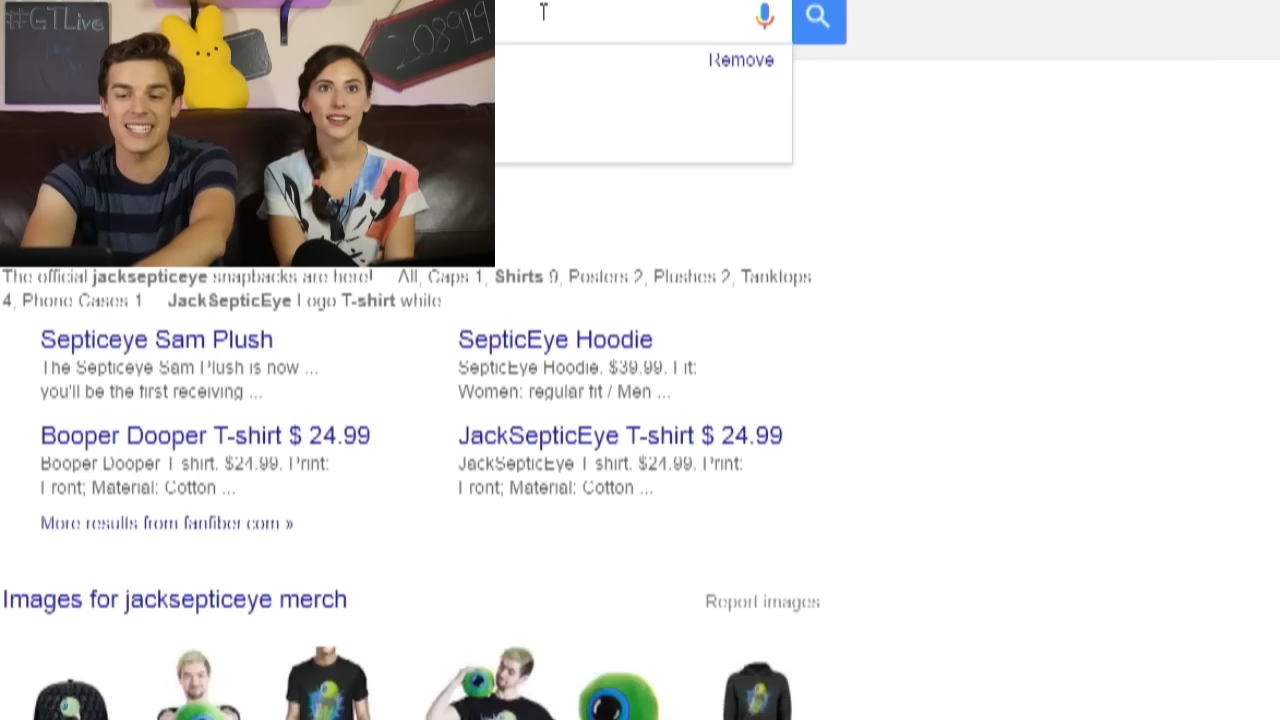 #GTLive
208919
Remove
The official jacksepticeye snapbacks are here! All, Caps 1, Shirts 9, Posters 2, Plushes 2, Tanktops
4, Phone Cases 1 JackSepticEye Logo T-shirt while
Septiceye Sam Plush
SepticEye Hoodie
The Septiceye Sam Plush is now ...
SepticEye Hoodie. $39.99. Fit:
you'll be the first receiving ...
Women: regular fit / Men ...
Booper Dooper T-shirt $ 24.99
JackSepticEye T-shirt $ 24.99
Booper Dooper T shirt. $24.99. Print:
JackSepticEye T shirt. $24.99. Print:
Front; Material: Cotton ...
Front; Material: Cotton ...
More results from fanfiber com »
Images for jacksepticeye merch
Report images